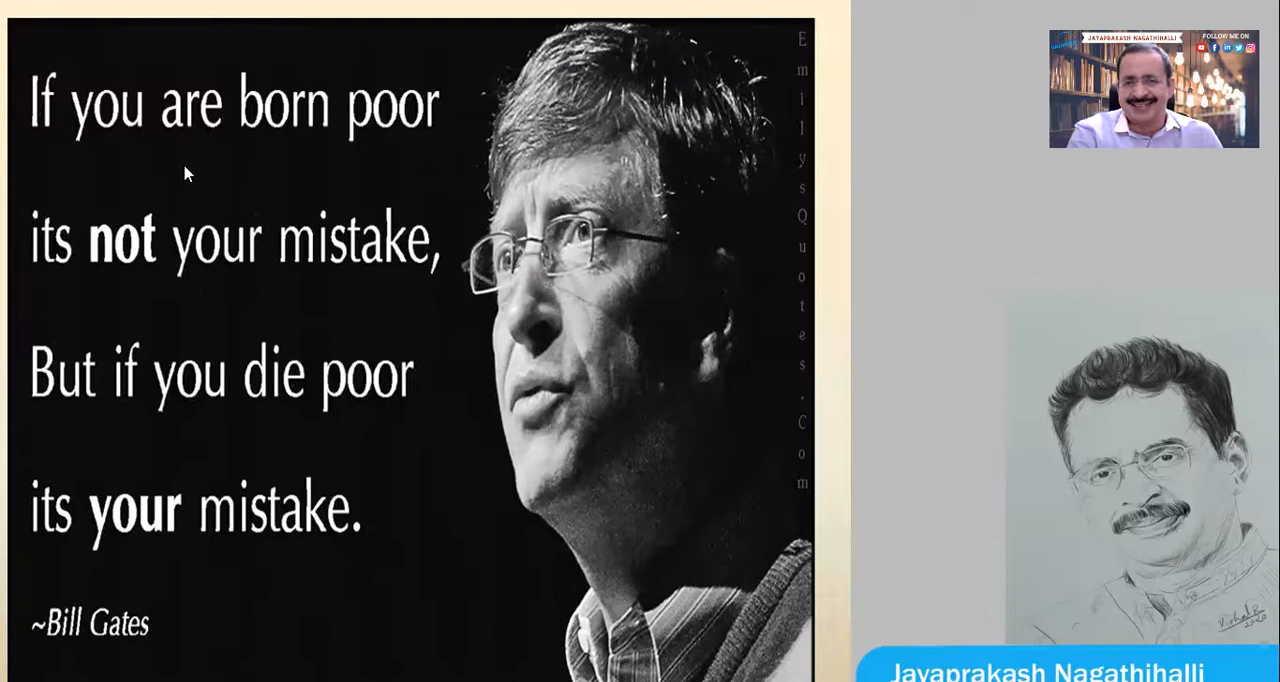 If you are born poor
its not your mistake,
But if you die poor
its your mistake.
~Bill Gates
EmilysQuotes.Com
JAYAPRAKASH NAGATHIHALLI
FOLLOW ME ON
2020
Jayaprakash Nagathihalli